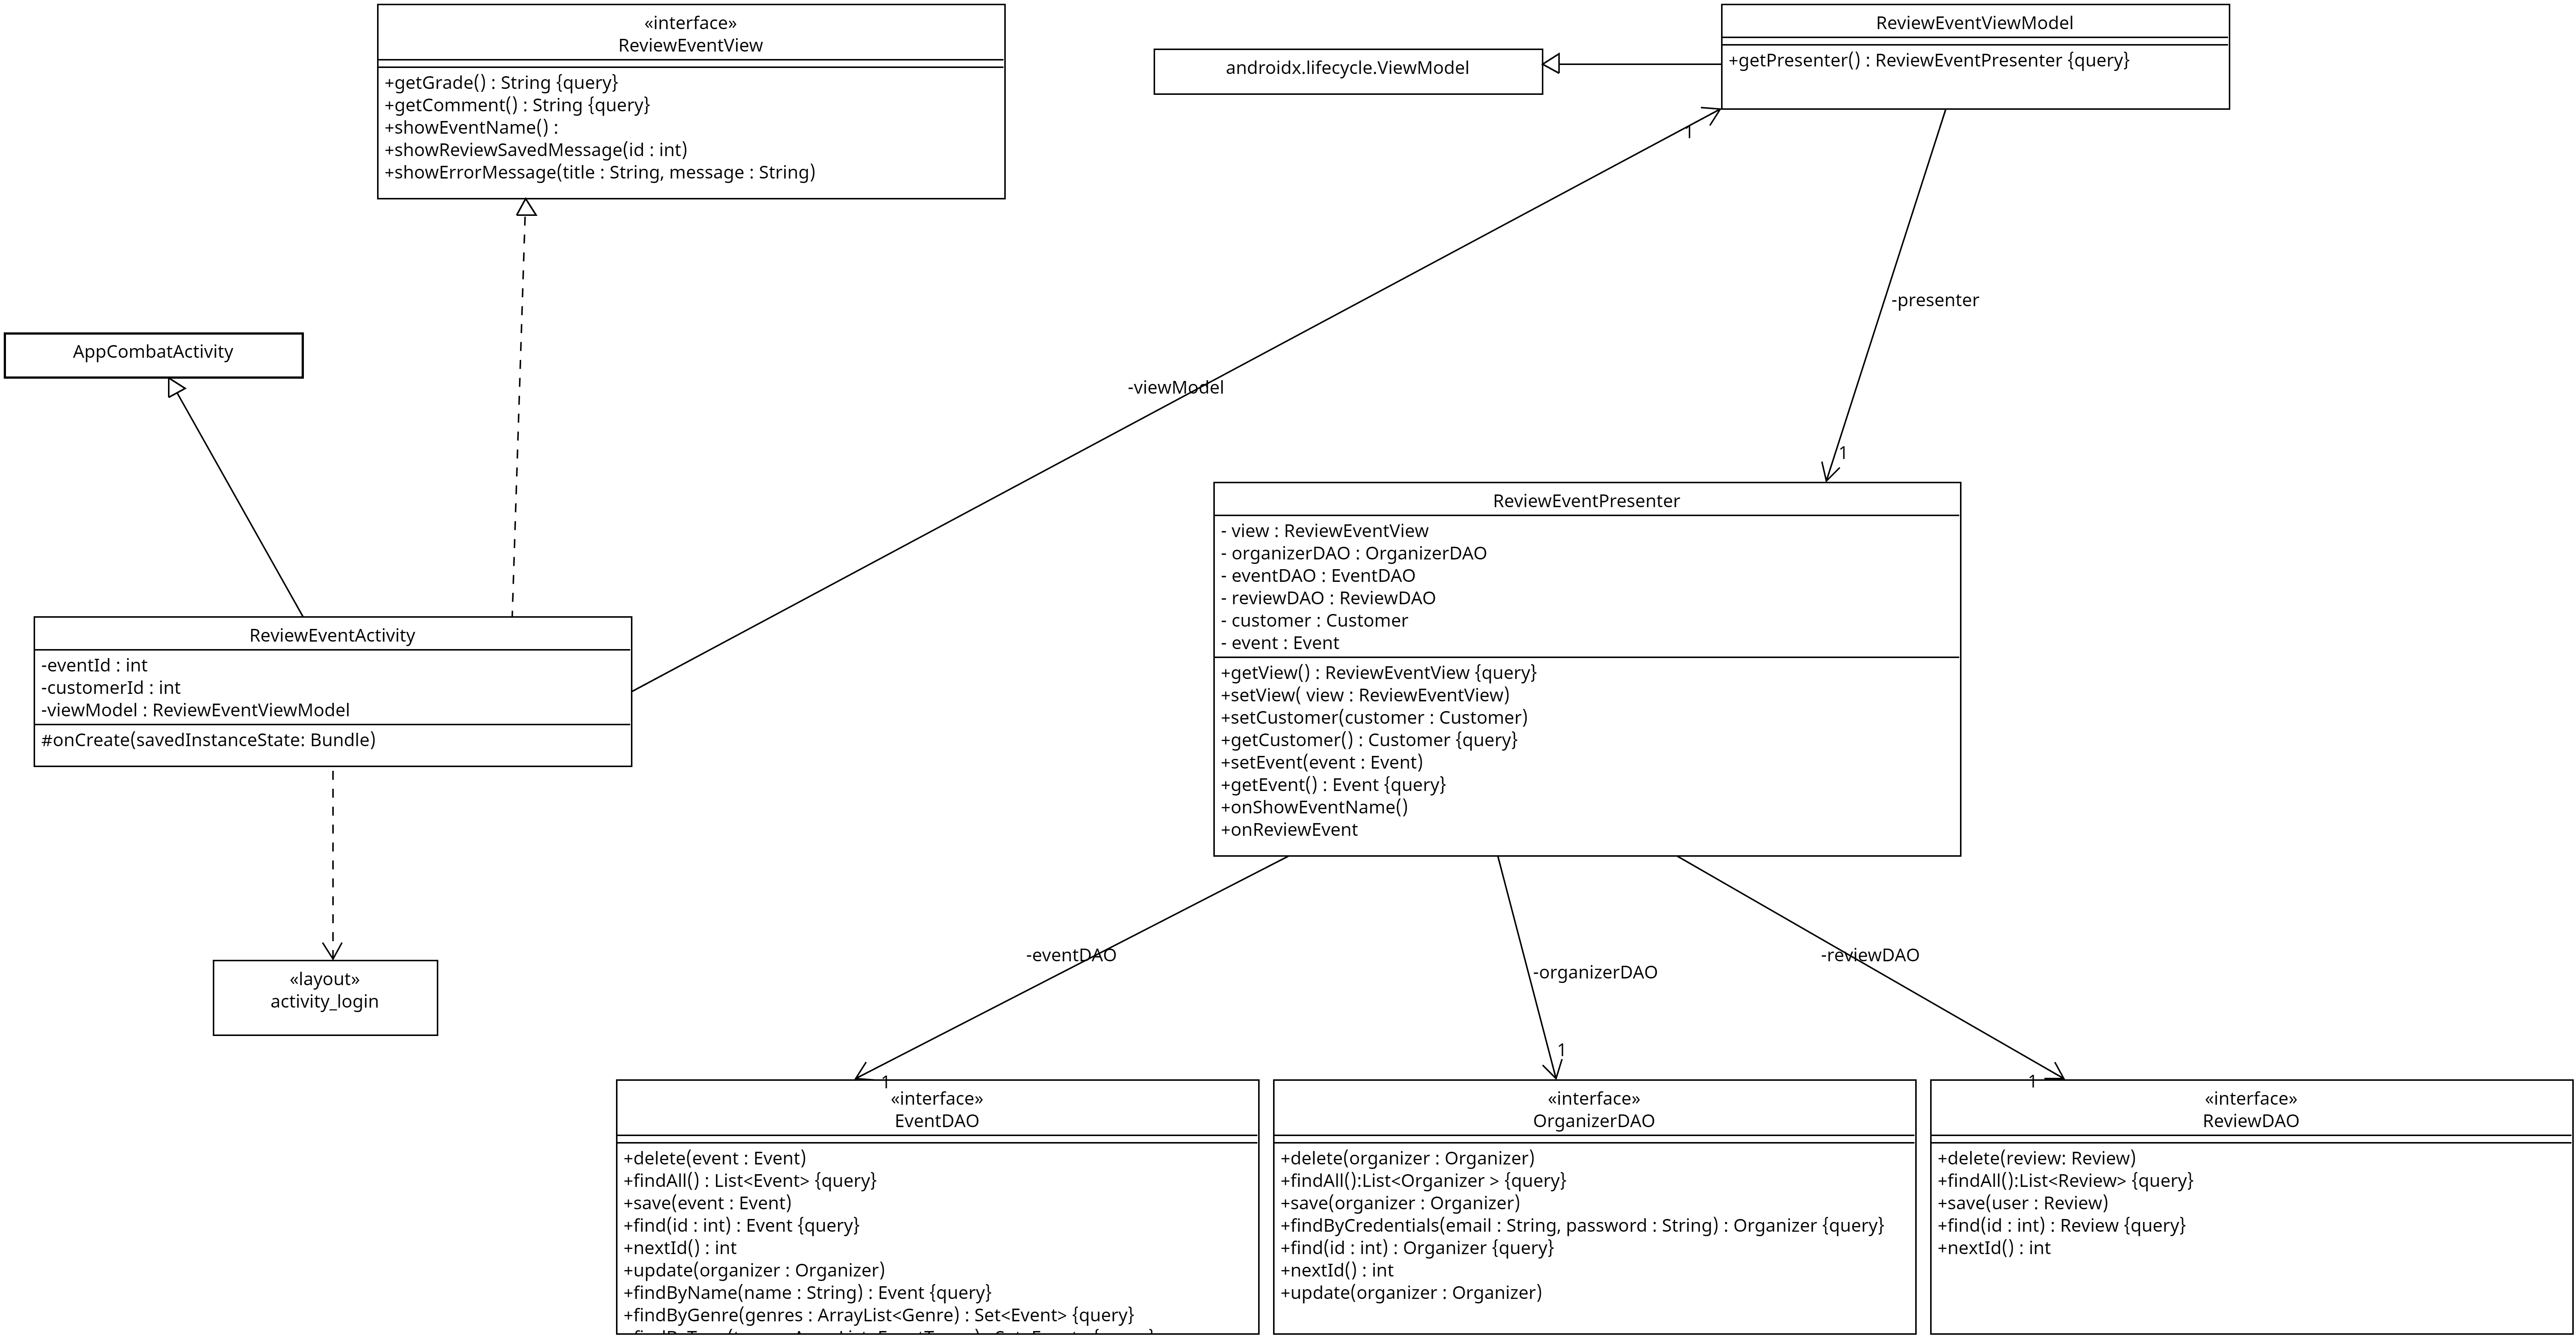 «interface»
ReviewEventView
+getGrade() : String {query}
+getComment() : String {query}
+showEventName() :
+showReviewSavedMessage(id : int)
+showErrorMessage(title : String, message : String)
androidx.lifecycle.ViewModel
ReviewEventViewModel
+getPresenter() : ReviewEventPresenter {query}
1
-presenter
AppCombatActivity
-viewModel
1
ReviewEventPresenter
- view : ReviewEventView
- organizerDAO : OrganizerDAO
- eventDAO : EventDAO
- reviewDAO : ReviewDAO
- customer : Customer
- event : Event
+getView() : ReviewEventView {query}
+setView( view : ReviewEventView)
+setCustomer(customer : Customer)
+getCustomer() : Customer {query}
+setEvent(event : Event)
+getEvent() : Event {query}
+onShowEventName()
+onReviewEvent
ReviewEventActivity
-eventId : int
-customerId : int
-viewModel : ReviewEventViewModel
#onCreate(savedInstanceState: Bundle)
«layout»
activity_login
-eventDAO
-organizerDAO
-reviewDAO
1
1
1
«interface»
EventDAO
+delete(event : Event)
+findAll() : List<Event> {query}
+save(event : Event)
+find(id : int) : Event {query}
+nextId() : int
+update(organizer : Organizer)
+findByName(name : String) : Event {query}
+findByGenre(genres : ArrayList<Genre) : Set<Event> {query}
«interface»
OrganizerDAO
+delete(organizer : Organizer)
+findAll():List<Organizer > {query}
+save(organizer : Organizer)
+findByCredentials(email : String, password : String) : Organizer {query}
+find(id : int) : Organizer {query}
+nextId() : int
+update(organizer : Organizer)
«interface»
ReviewDAO
+delete(review: Review)
+findAll():List<Review> {query}
+save(user : Review)
+find(id : int) : Review {query}
+nextId() : int